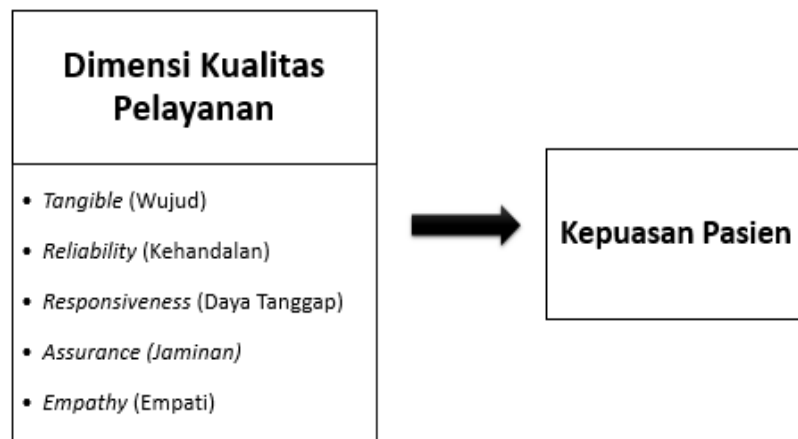 Dimensi Kualitas
Pelayanan
• Tangible (Wujud)
• Reliability (Kehandalan)
• Responsiveness (Daya Tanggap)
• Assurance (Jaminan)
• Empathy (Empati)
Kepuasan Pasien